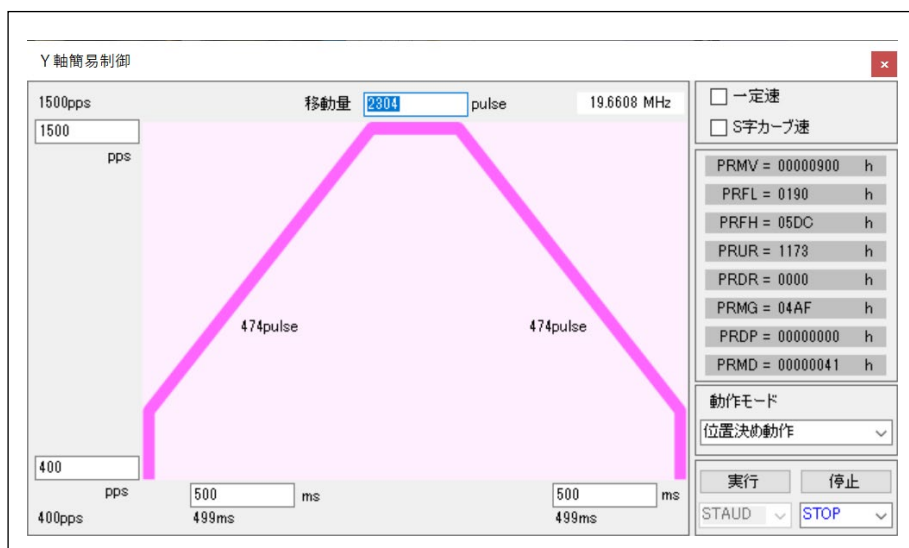 Y軸簡易制御
×
1500pps
移動量 2304 pulse
19.6608 MHz
1500
pps
474pulse
474pulse
400
pps
400pps
500 ms
499ms
500 ms
499ms
一定速
S字カーブ速
PRMV = 00000900 h
PRFL = 0190 h
PRFH = 05DC h
PRUR = 1173 h
PRDR = 0000 h
PRMG = 04AF h
PRDP = 00000000 h
PRMD = 00000041 h
動作モード
位置決め動作
実行
停止
STAUD
STOP